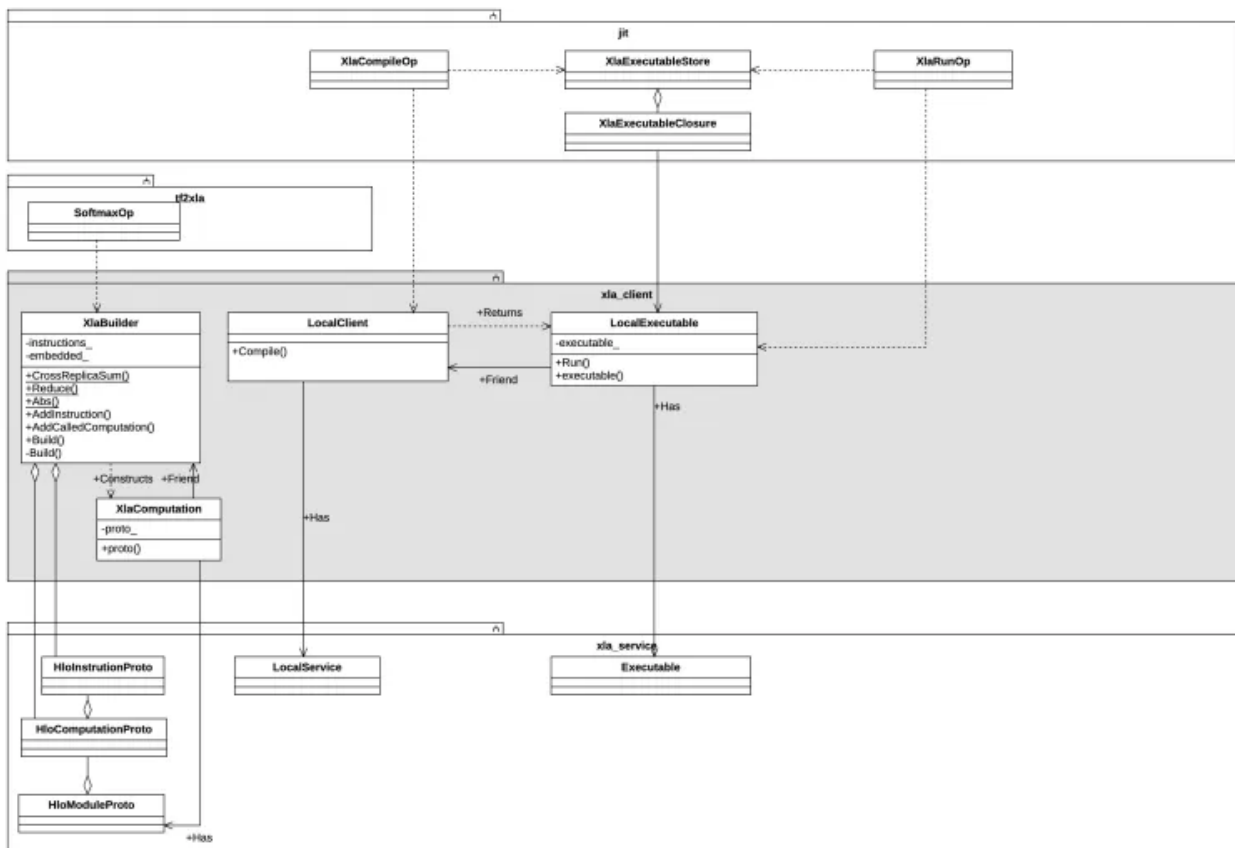 jit
XlaCompileOp
XlaExecutableStore
XlaRunOp
XlaExecutableClosure
tf2xla
SoftmaxOp
xla_client
XlaBuilder
-instructions_
-embedded_
+CrossReplicaSum()
+Reduce()
+Abs()
+AddInstruction()
+AddCalledComputation()
+Build()
-Build()
LocalClient
+Compile()
+Returns
+Friend
LocalExecutable
-executable_
+Run()
+executable()
+Has
+Constructs
+Friend
XlaComputation
-proto_
+proto()
+Has
xla_service
HloInstrutionProto
LocalService
Executable
HloComputationProto
HloModuleProto
+Has